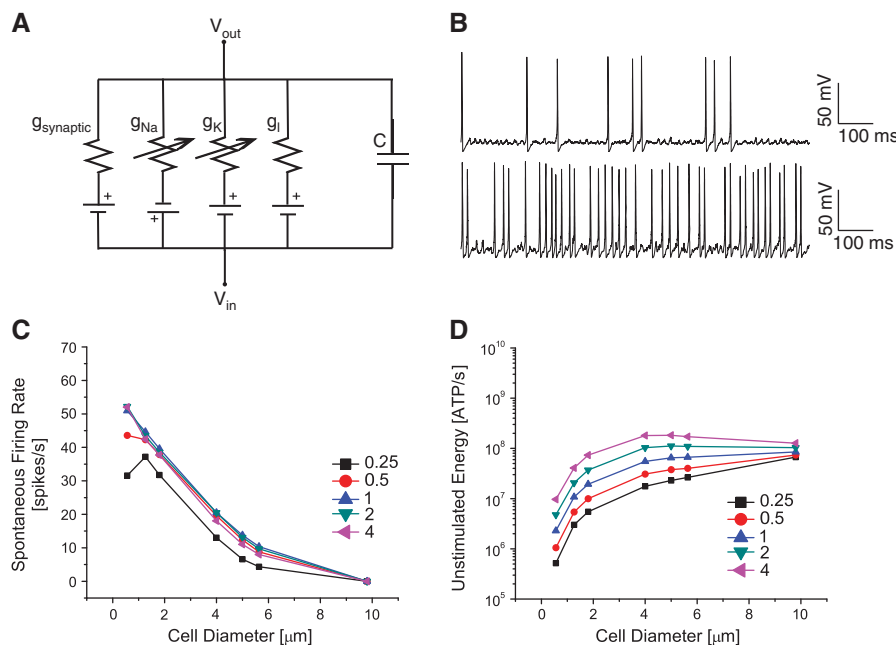 A
V_out
g_synaptic
g_Na
g_K
g_l
C
+
+
+
+
V_in
B
50 mV
100 ms
50 mV
100 ms
C
Spontaneous Firing Rate
[spikes/s]
70
60
50
40
30
20
10
0
0.25
0.5
1
2
4
0 2 4 6 8 10
Cell Diameter [μm]
D
Unstimulated Energy [ATP/s]
10^10
10^9
10^8
10^7
10^6
10^5
0.25
0.5
1
2
4
0 2 4 6 8 10
Cell Diameter [μm]